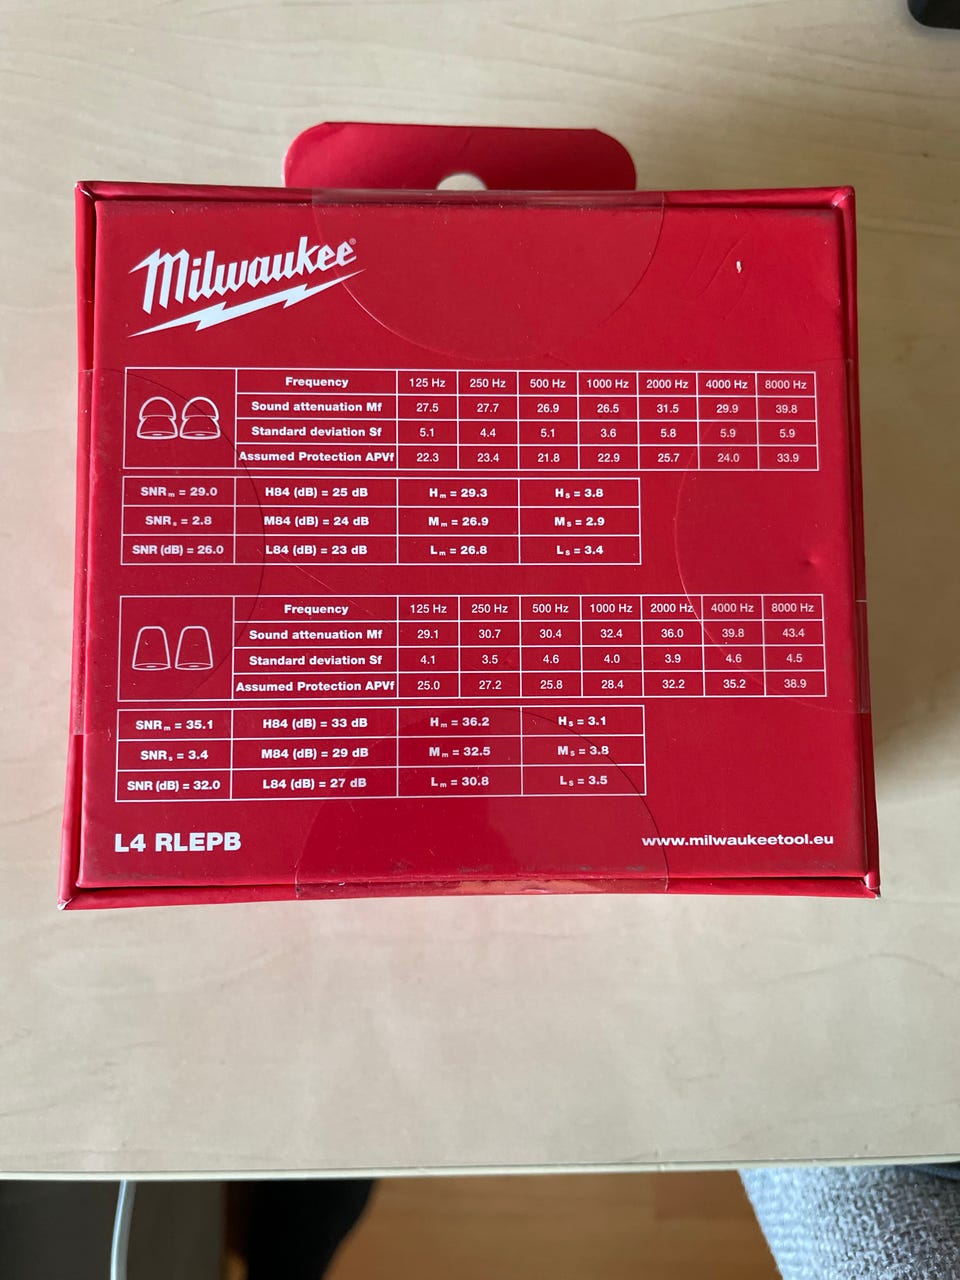 Milwaukee®
Frequency 125 Hz 250 Hz 500 Hz 1000 Hz 2000 Hz 4000 Hz 8000 Hz
Sound attenuation Mf 27.5 27.7 26.9 26.5 31.5 29.9 39.8
Standard deviation Sf 5.1 4.4 5.1 3.6 5.8 5.9 5.9
Assumed Protection APVf 22.3 23.4 21.8 22.9 25.7 24.0 33.9
SNRm = 29.0 H84 (dB) = 25 dB Hm = 29.3 Hs = 3.8
SNRs = 2.8 M84 (dB) = 24 dB Mm = 26.9 Ms = 2.9
SNR (dB) = 26.0 L84 (dB) = 23 dB Lm = 26.8 Ls = 3.4
Frequency 125 Hz 250 Hz 500 Hz 1000 Hz 2000 Hz 4000 Hz 8000 Hz
Sound attenuation Mf 29.1 30.7 30.4 32.4 36.0 39.8 43.4
Standard deviation Sf 4.1 3.5 4.6 4.0 3.9 4.6 4.5
Assumed Protection APVf 25.0 27.2 25.8 28.4 32.2 35.2 38.9
SNRm = 35.1 H84 (dB) = 33 dB Hm = 36.2 Hs = 3.1
SNRs = 3.4 M84 (dB) = 29 dB Mm = 32.5 Ms = 3.8
SNR (dB) = 32.0 L84 (dB) = 27 dB Lm = 30.8 Ls = 3.5
L4 RLEPB www.milwaukeetool.eu